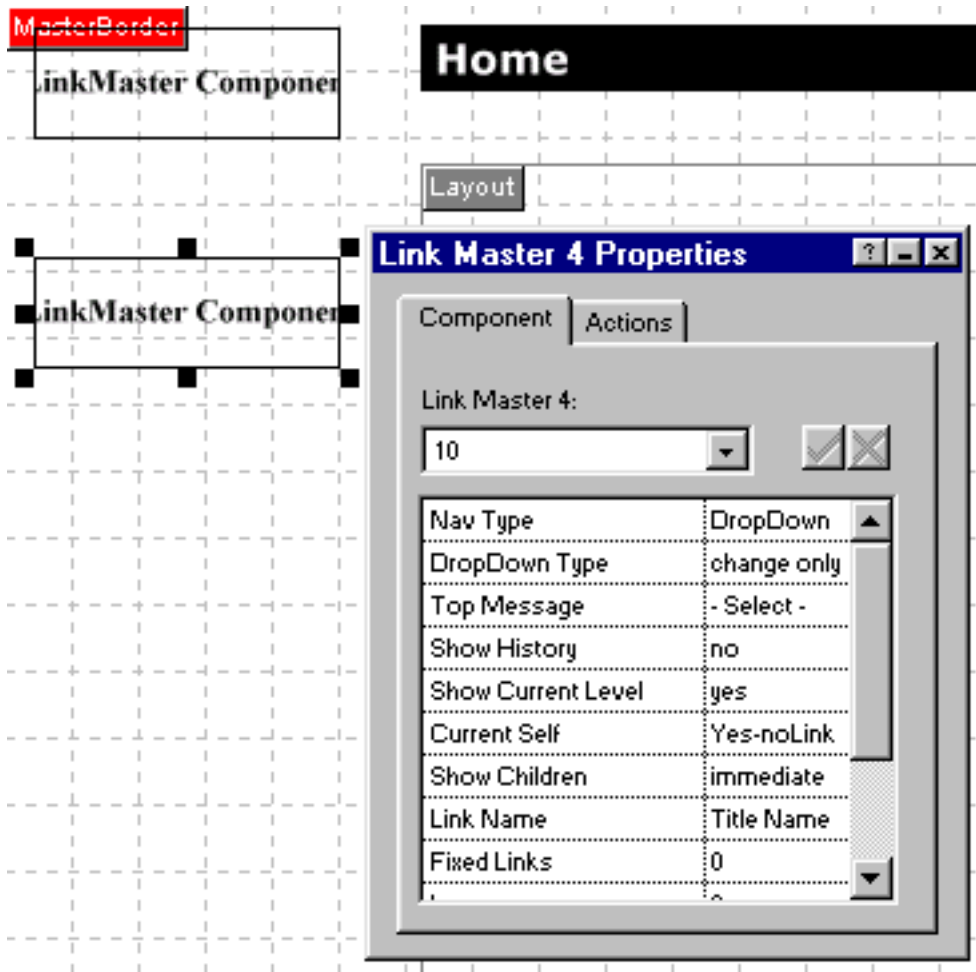 MasterBorder
LinkMaster Componen
Home
Layout
LinkMaster Componen
Link Master 4 Properties
Component Actions
Link Master 4:
10
Nav Type DropDown
DropDown Type change only
Top Message - Select -
Show History no
Show Current Level yes
Current Self Yes-noLink
Show Children immediate
Link Name Title Name
Fixed Links 0